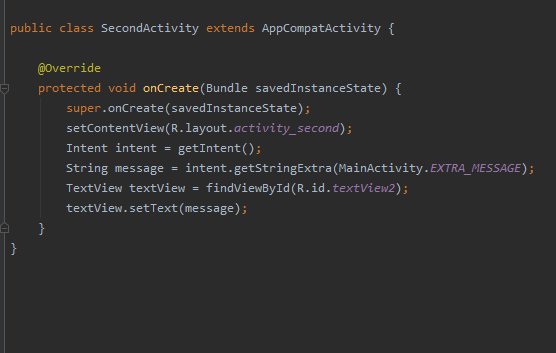 public class SecondActivity extends AppCompatActivity {
@Override
protected void onCreate(Bundle savedInstanceState) {
super.onCreate(savedInstanceState);
setContentView(R.layout.activity_second);
Intent intent = getIntent();
String message = intent.getStringExtra(MainActivity.EXTRA_MESSAGE);
TextView textView = findViewById(R.id.textView2);
textView.setText(message);
}
}